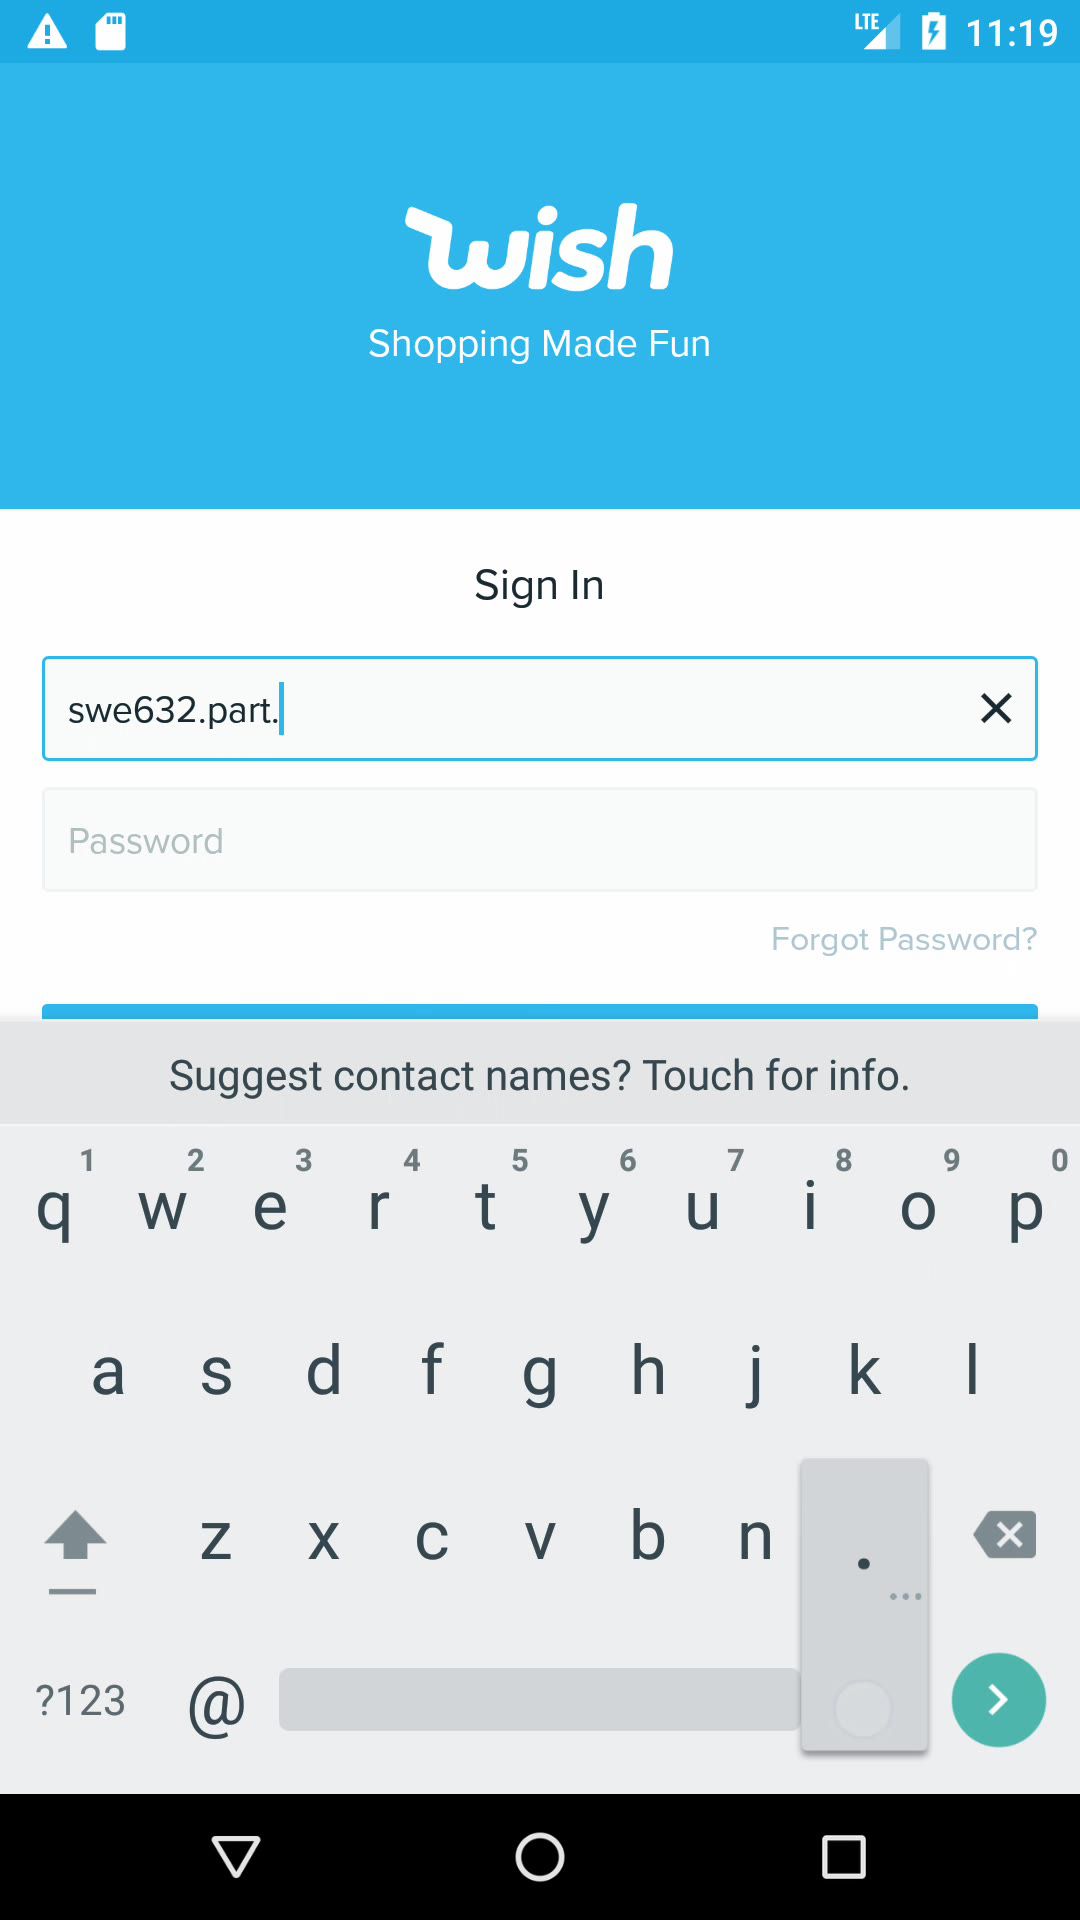 LTE 11:19
wish
Shopping Made Fun
Sign In
swe632.part.
Password
Forgot Password?
Suggest contact names? Touch for info.
1 2 3 4 5 6 7 8 9 0
q w e r t y u i o p
a s d f g h j k l
z x c v b n .
?123 @